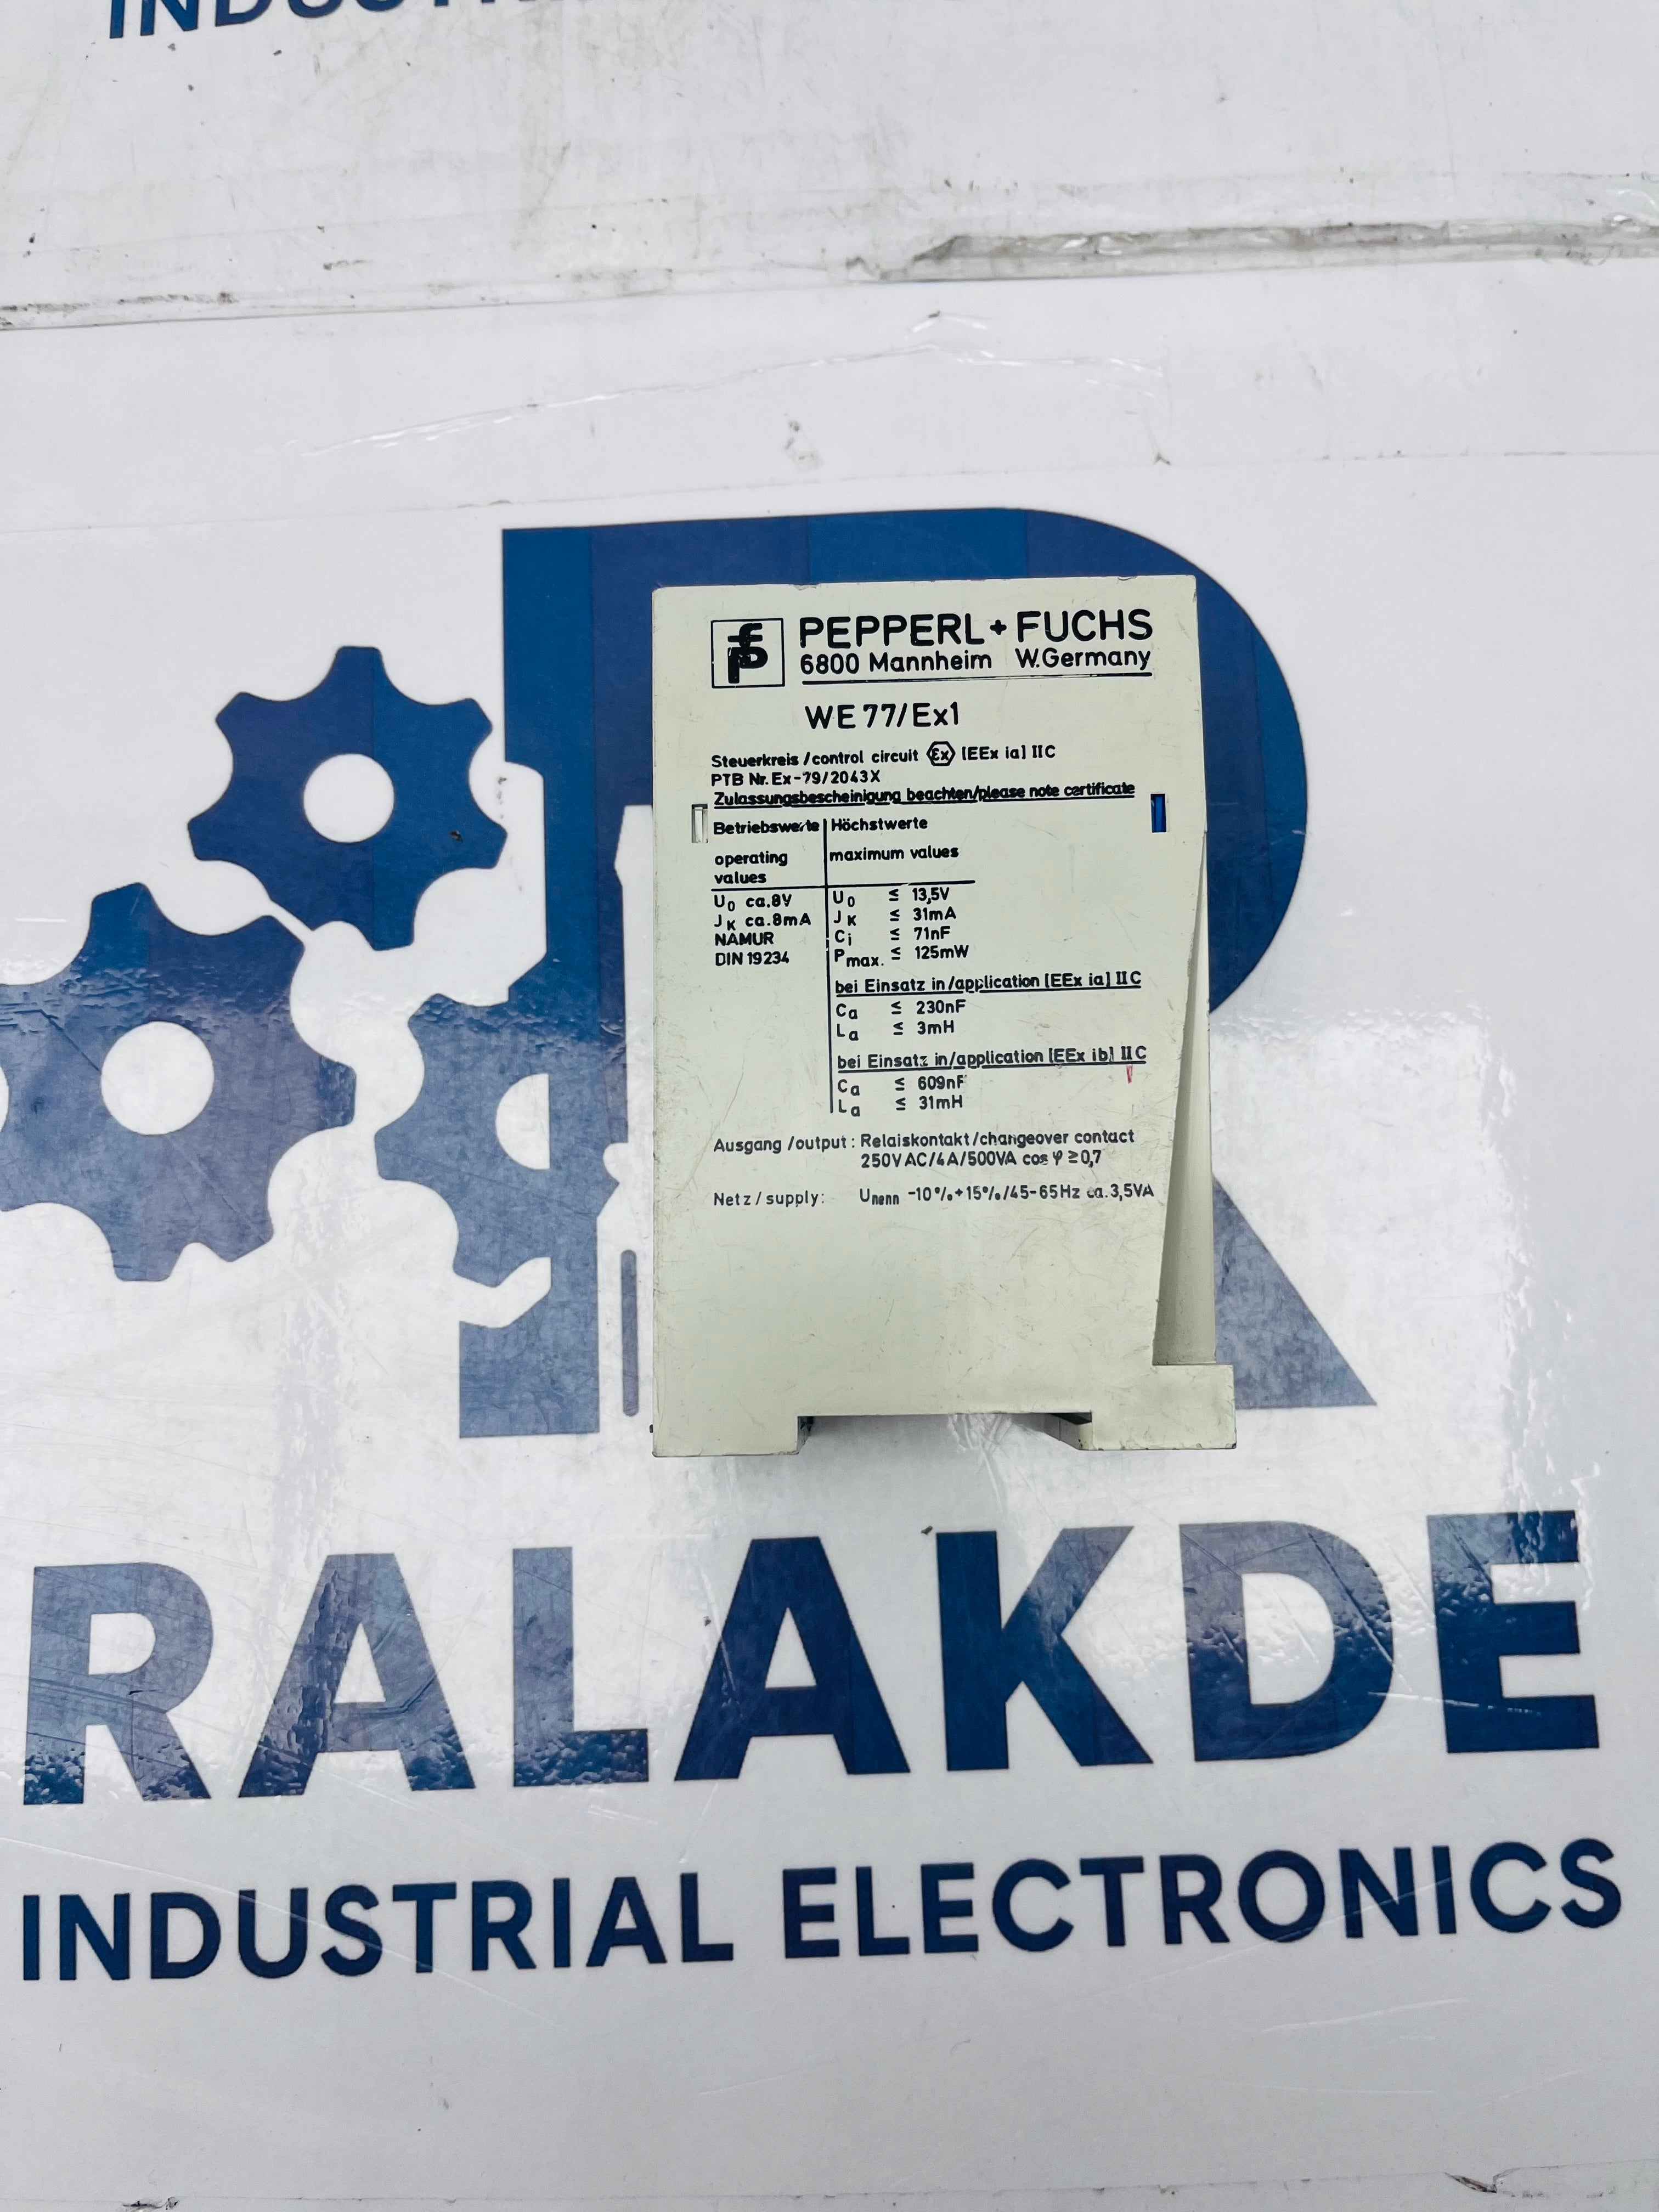 INDUSTRIAL ELECTRONICS
PEPPERL+FUCHS
6800 Mannheim W.Germany
WE 77/Ex1
Steuerkreis/control circuit Ex [EEx ia] IIC
PTB Nr. Ex-79/2043X
Zulassungsbescheinigung beachten/please note certificate
Betriebswerte Höchstwerte
operating values maximum values
U0 ca.8V U0 ≤ 13,5V
JK ca.8mA JK ≤ 31mA
NAMUR Ci ≤ 71nF
DIN 19234 Pmax. ≤ 125mW
bei Einsatz in/application [EEx ia] IIC
Ca ≤ 230nF
La ≤ 3mH
bei Einsatz in/application [EEx ib] IIC
Ca ≤ 609nF
La ≤ 31mH
Ausgang/output: Relaiskontakt/changeover contact
250V AC/4A/500VA cos φ ≥ 0,7
Netz/supply: Unenn -10%+15%/45-65Hz ca.3,5VA
RALAKDE
INDUSTRIAL ELECTRONICS